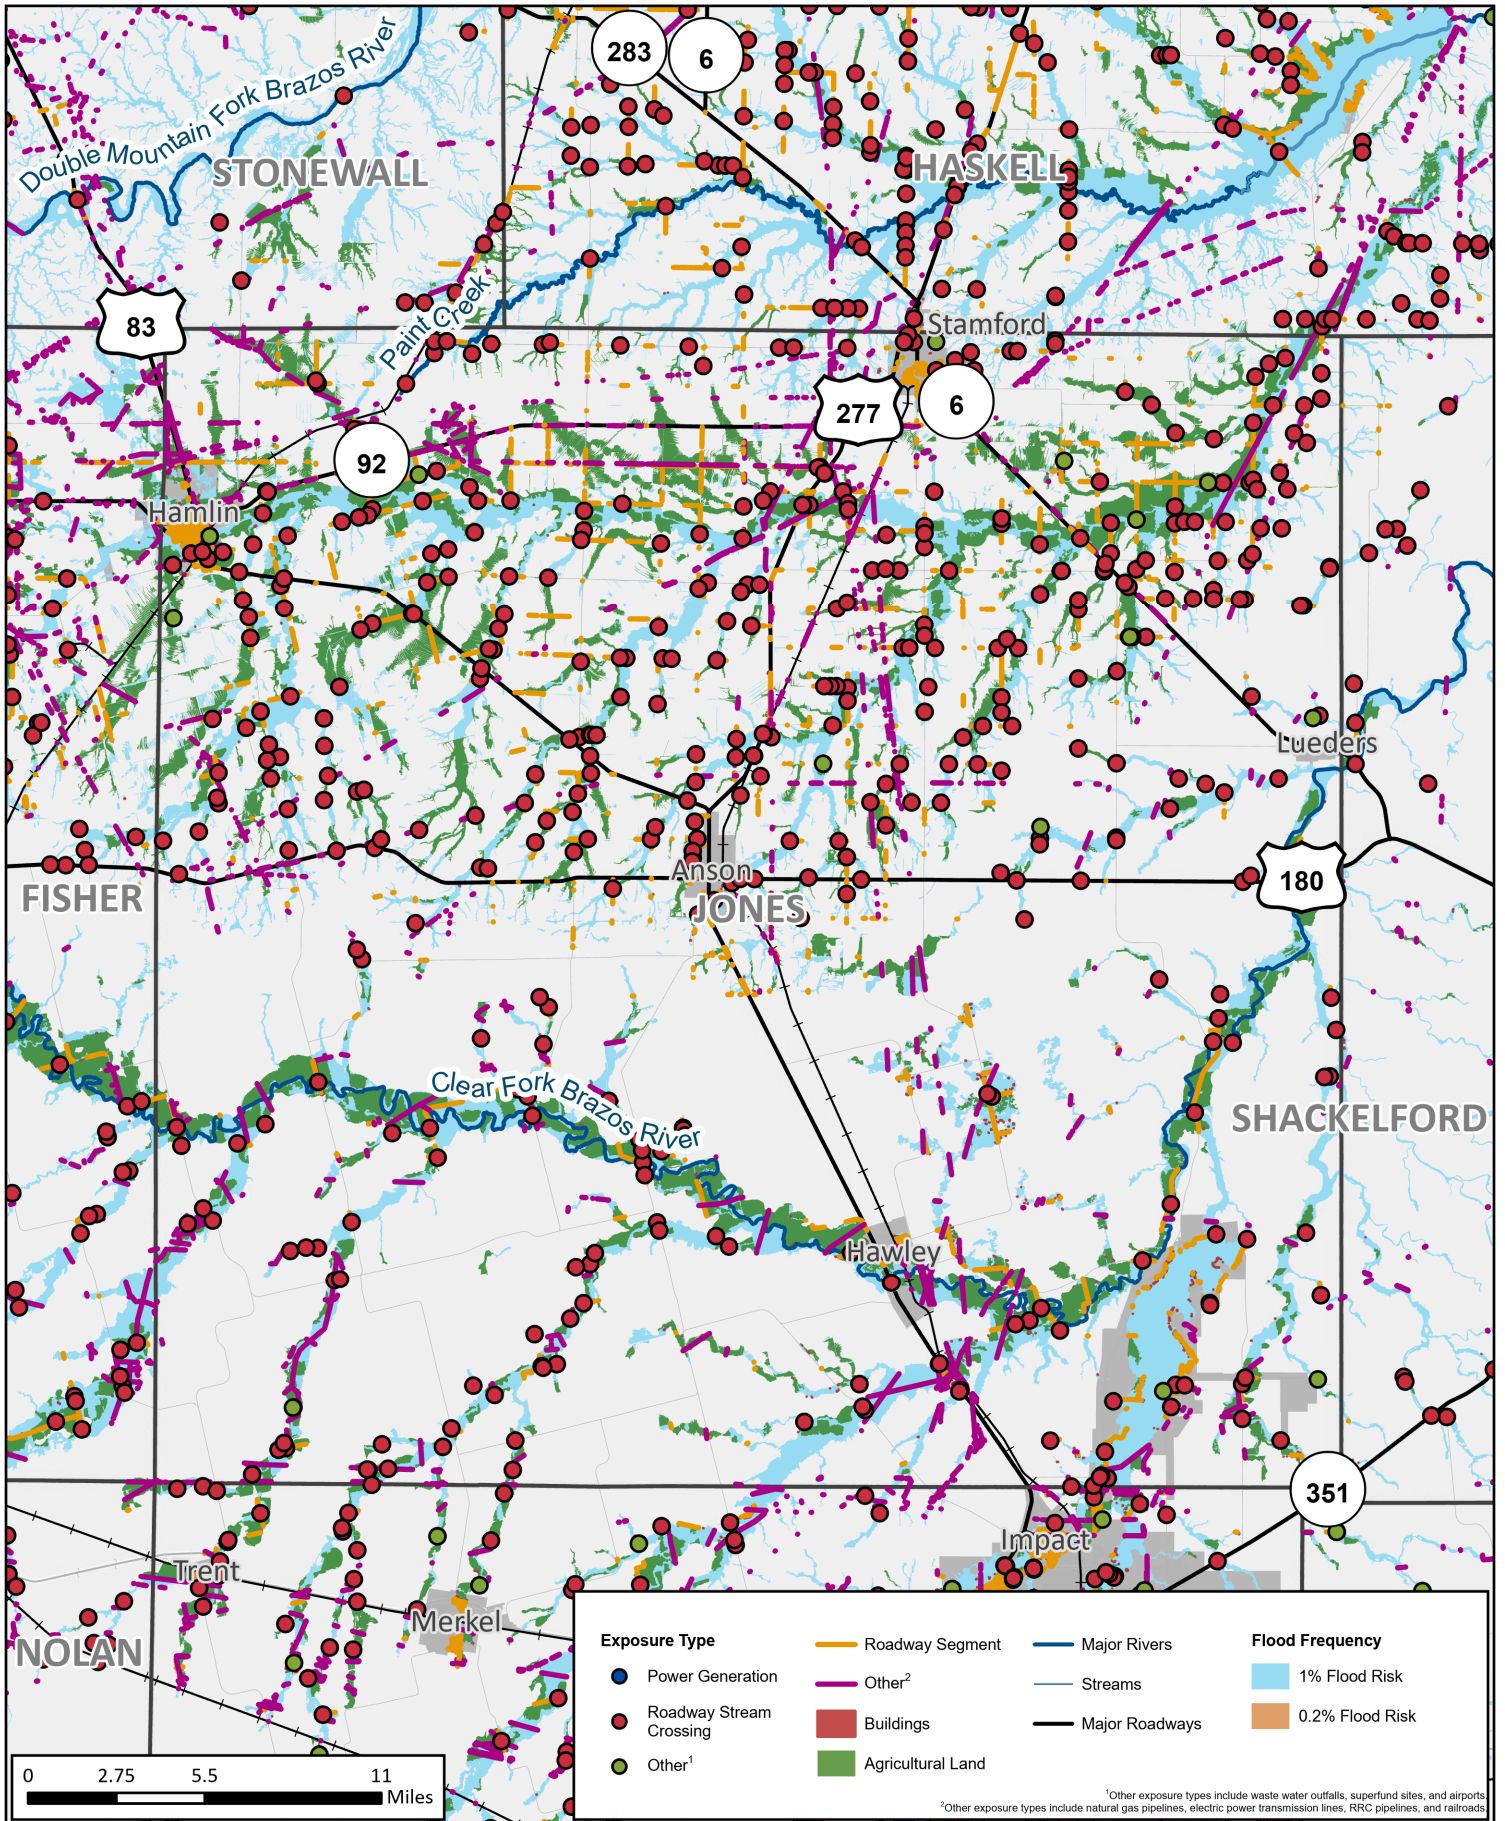 283
6
Double Mountain Fork Brazos River
STONEWALL
HASKELL
Paint Creek
83
Stamford
277
6
92
Hamlin
Lueders
Anson
180
FISHER
JONES
Clear Fork Brazos River
SHACKELFORD
Hawley
351
Impact
Trent
Merkel
NOLAN
Exposure Type
Power Generation
Roadway Stream
Crossing
Other1
Roadway Segment
Other2
Buildings
Agricultural Land
Major Rivers
Streams
Major Roadways
Flood Frequency
1% Flood Risk
0.2% Flood Risk
0 2.75 5.5 11
Miles
1Other exposure types include waste water outfalls, superfund sites, and airports.
2Other exposure types include natural gas pipelines, electric power transmission lines, RRC pipelines, and railroads.